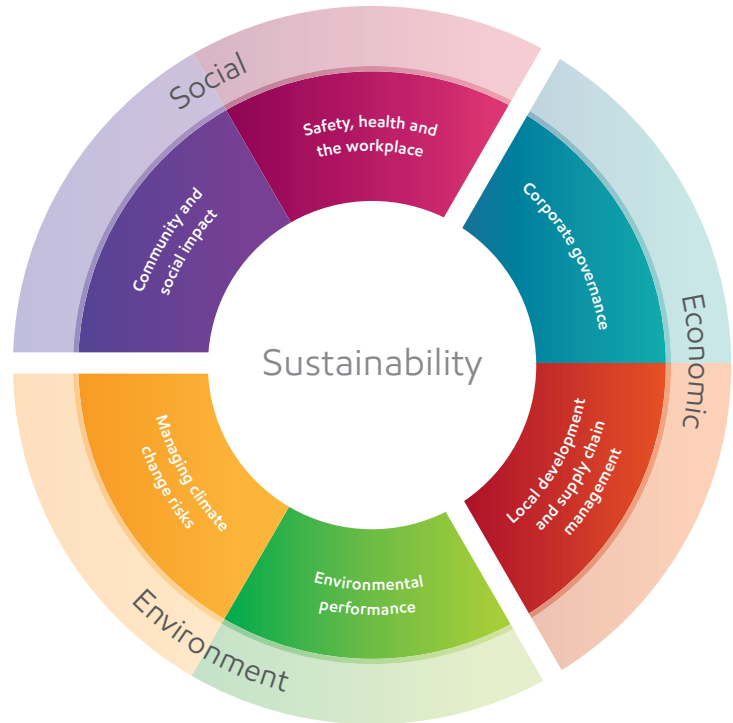 Social
Safety, health and
the workplace
Community and
social impact
Corporate governance
Economic
Sustainability
Local development
and supply chain
management
Managing climate
change risks
Environmental
performance
Environment